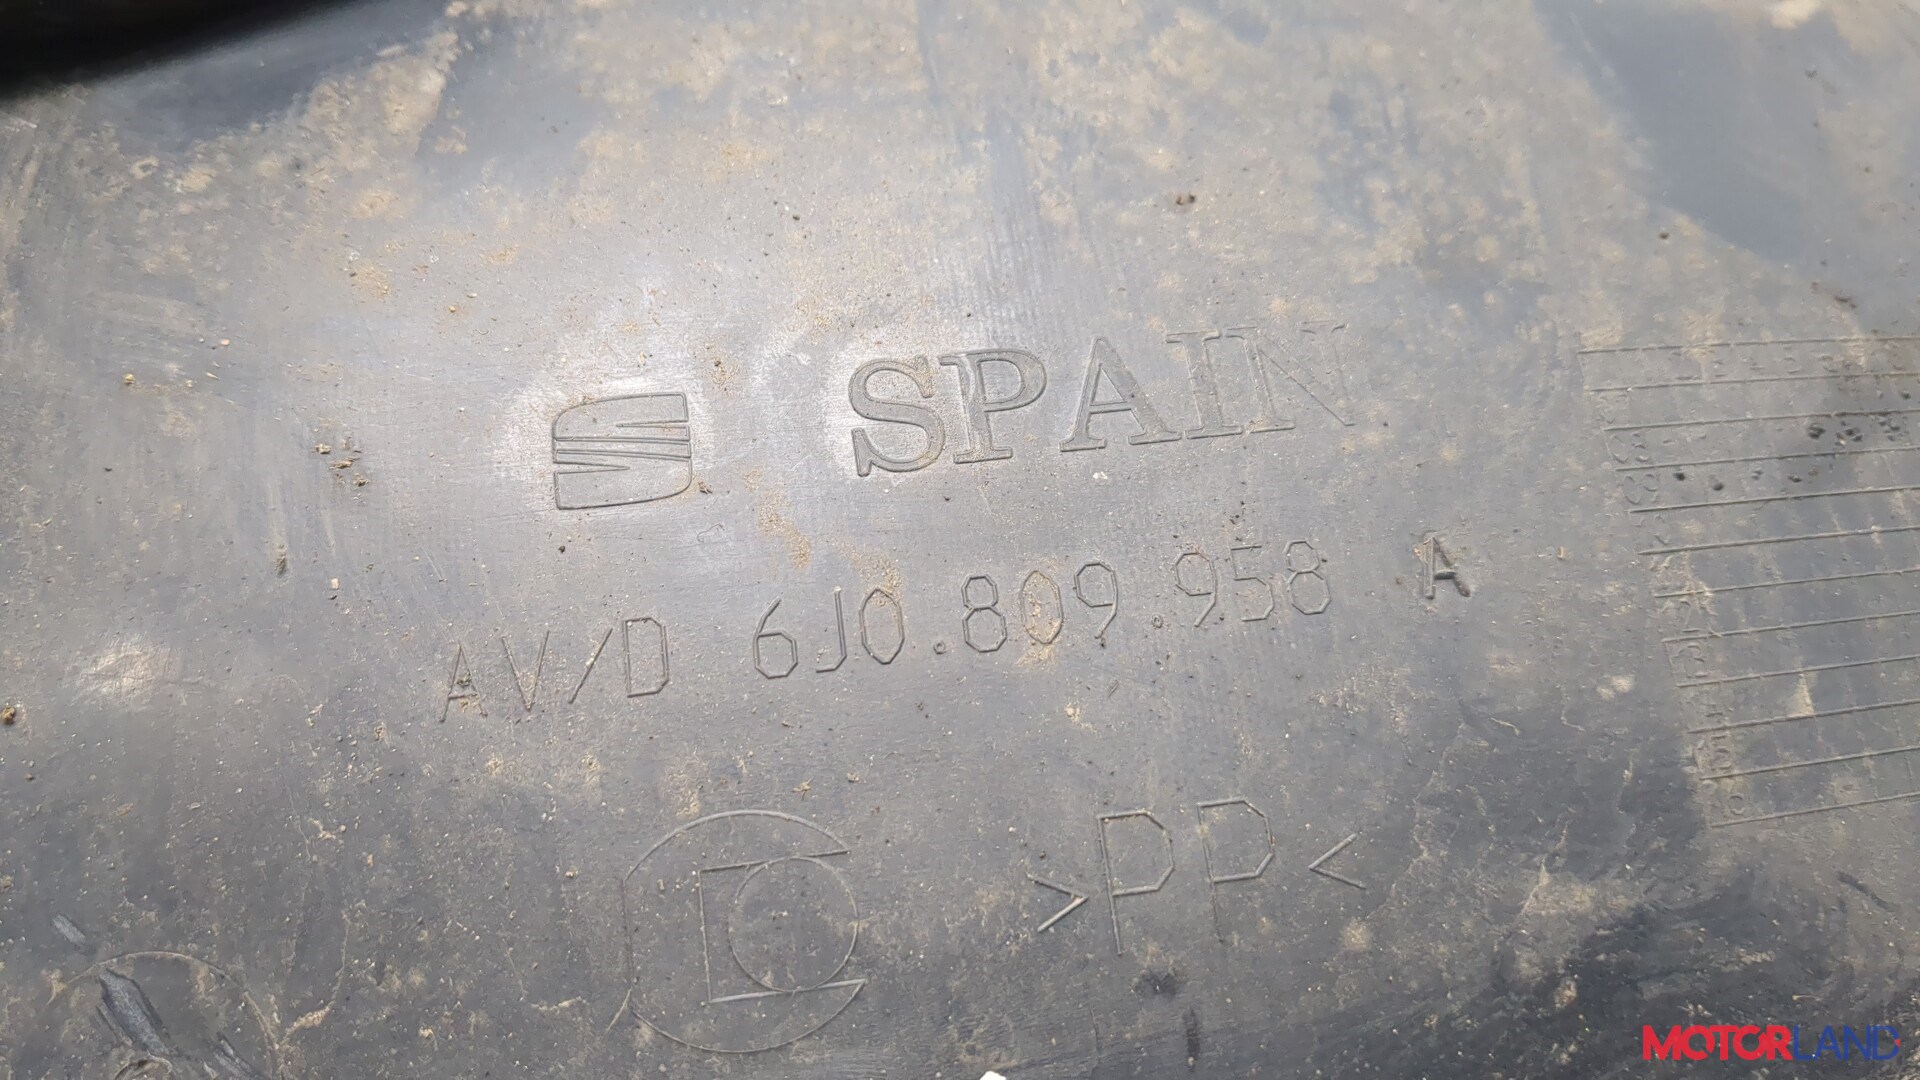 SPAIN
AV/D 6J0.809.958 A
>PP<
MOTORLAND